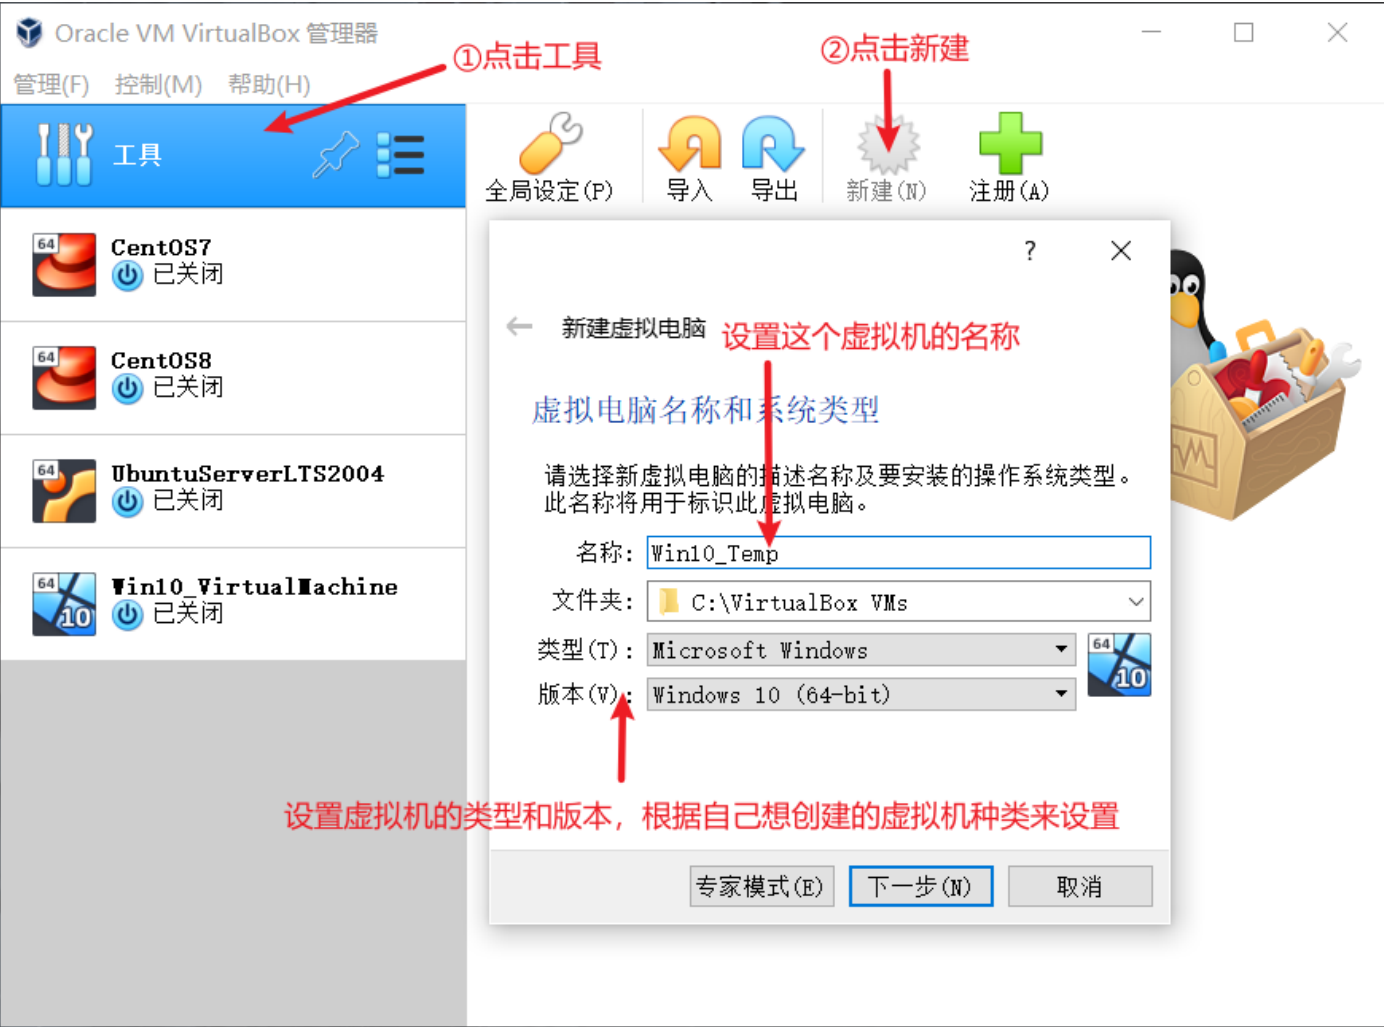 Oracle VM VirtualBox 管理器
①点击工具
②点击新建
管理(F) 控制(M) 帮助(H)
工具
全局设定(P)
导入
导出
新建(N)
注册(A)
64
CentOS7
已关闭
64
CentOS8
已关闭
64
UbuntuServerLTS2004
已关闭
64
10
Win10_VirtualMachine
已关闭
?
新建虚拟电脑
设置这个虚拟机的名称
虚拟电脑名称和系统类型
请选择新虚拟电脑的描述名称及要安装的操作系统类型。
此名称将用于标识此虚拟电脑。
名称: Win10_Temp
文件夹: C:\VirtualBox VMs
类型(T): Microsoft Windows
64
10
版本(V): Windows 10 (64-bit)
设置虚拟机的类型和版本，根据自己想创建的虚拟机种类来设置
专家模式(E) 下一步(N) 取消